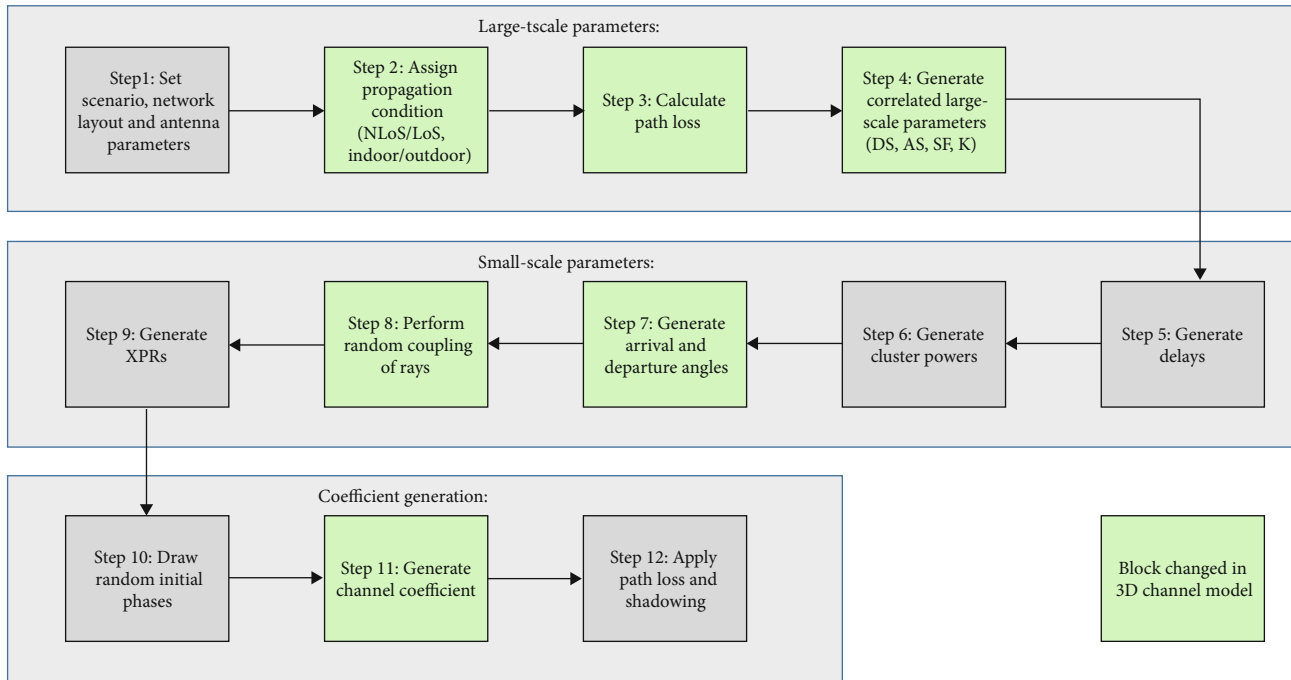 Large-tscale parameters:
Step1: Set
scenario, network
layout and antenna
parameters
Step 2: Assign
propagation
condition
(NLoS/LoS,
indoor/outdoor)
Step 3: Calculate
path loss
Step 4: Generate
correlated large-
scale parameters
(DS, AS, SF, K)
Small-scale parameters:
Step 9: Generate
XPRs
Step 8: Perform
random coupling
of rays
Step 7: Generate
arrival and
departure angles
Step 6: Generate
cluster powers
Step 5: Generate
delays
Coefficient generation:
Step 10: Draw
random initial
phases
Step 11: Generate
channel coefficient
Step 12: Apply
path loss and
shadowing
Block changed in
3D channel model